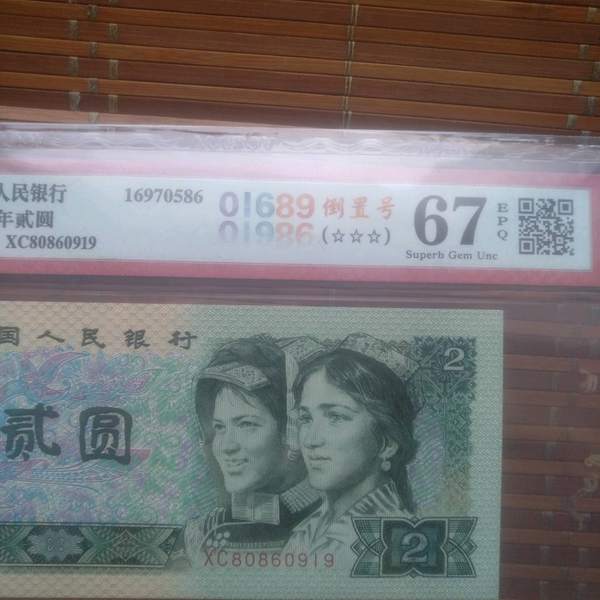 人民银行
年贰圆
XC80860919
16970586
01689 倒置号
01986 (☆☆☆)
67
EPQ
Superb Gem Unc
国人民银行
2
贰圆
XC80860919
2